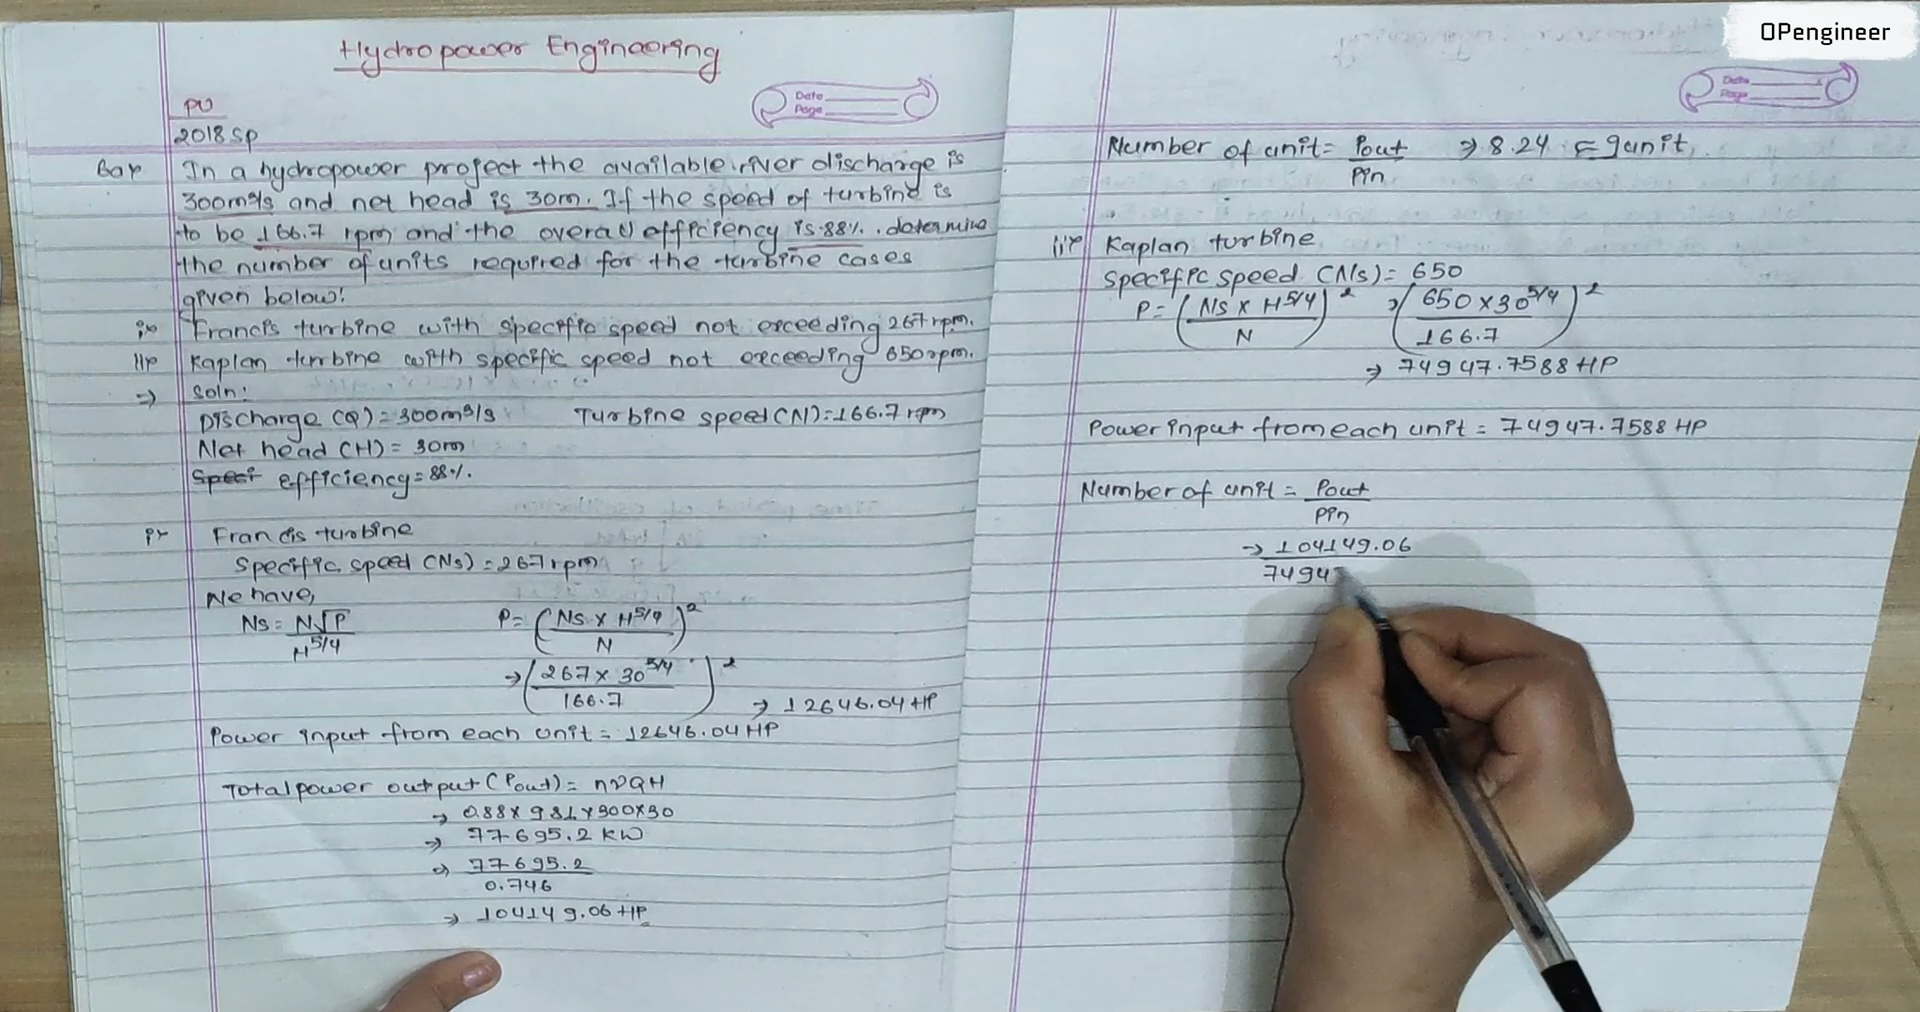 OPengineer
Hydropower Engineering
Date
Page
PU
2018 Sp
6a)
In a hydropower project the available river discharge is
300m³/s and net head is 30m. If the speed of turbine is
to be 166.7 rpm and the overall efficiency is 88%. determine
the number of units required for the turbine cases
given below:
i) Francis turbine with specific speed not exceeding 267 rpm.
ii) Kaplan turbine with specific speed not exceeding 650 rpm.
=> Soln:
Discharge (Q) = 300m³/s Turbine speed (N) = 166.7 rpm
Net head (H) = 30m
efficiency = 88%.
i) Francis turbine
Specific speed (Ns) = 267 rpm
We have,
Ns = N√P / H^5/4 P = (Ns x H^5/4 / N)²
→ (267 x 30^5/4 / 166.7)² → 12646.04 HP
Power input from each unit = 12646.04 HP
Total power output (Pout) = ηγQH
→ 0.88 x 9.81 x 300 x 30
→ 77695.2 KW
→ 77695.2 / 0.746
→ 104149.06 HP
Date
Page
Number of unit = Pout / Pin → 8.24 ≈ 9 unit
ii) Kaplan turbine
Specific speed (Ns) = 650
P = (Ns x H^5/4 / N)² → (650 x 30^5/4 / 166.7)²
→ 74947.7588 HP
Power input from each unit = 74947.7588 HP
Number of unit = Pout / Pin
→ 104149.06
7494